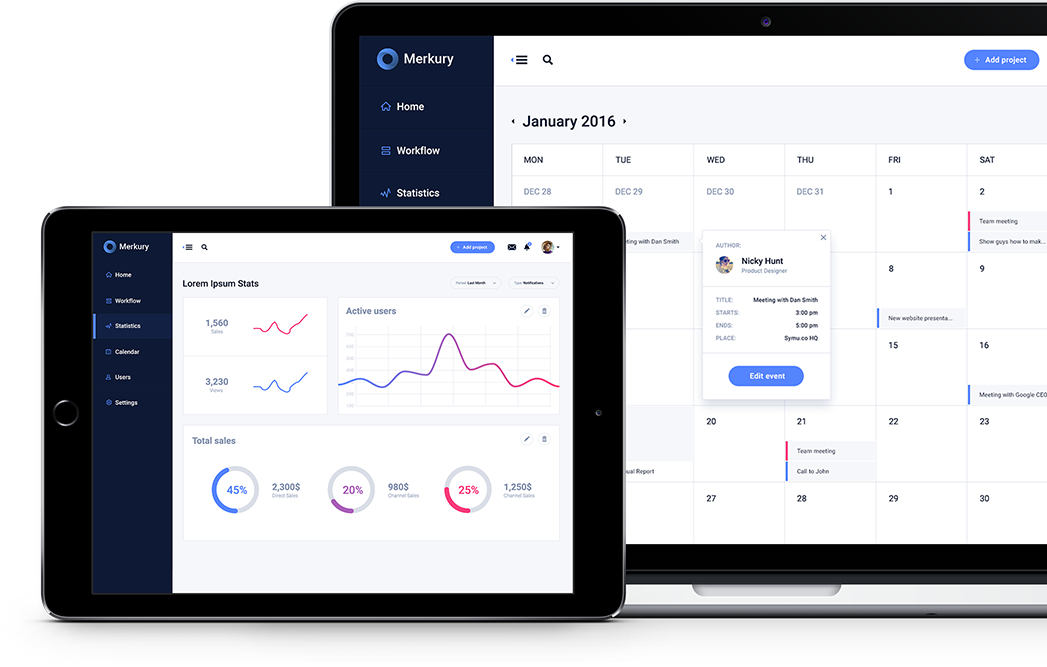 Merkury
Add project
Home
January 2016
Workflow
MON TUE WED THU FRI SAT
Statistics
DEC 28 DEC 29 DEC 30 DEC 31 1 2
Team meeting
ting with Dan Smith
Show guys how to mak...
AUTHOR:
Nicky Hunt
Product Designer
8 9
TITLE: Meeting with Dan Smith
STARTS: 3:00 pm
New website presenta...
ENDS: 5:00 pm
PLACE: Symu.co HQ
15 16
Edit event
Meeting with Google CEO
20 21 22 23
Team meeting
ual Report
Call to John
27 28 29 30
Merkury
Add project
Home
Lorem Ipsum Stats
Period: Last Month
Type: Notifications
Workflow
Statistics
Calendar
Users
Settings
1,560
Sales
3,230
Views
Active users
Total sales
45%
2,300$
Direct Sales
20%
980$
Channel Sales
25%
1,250$
Channel Sales